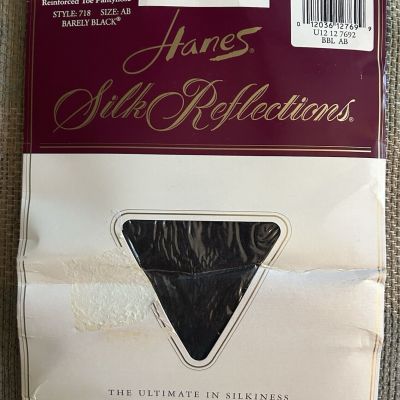 Reinforced Toe Pantyhose
STYLE: 718 SIZE: AB
BARELY BLACK®
0 12036 12769 9
U12 12 7692
BBL AB
Hanes®
Silk Reflections®
THE ULTIMATE IN SILKINESS